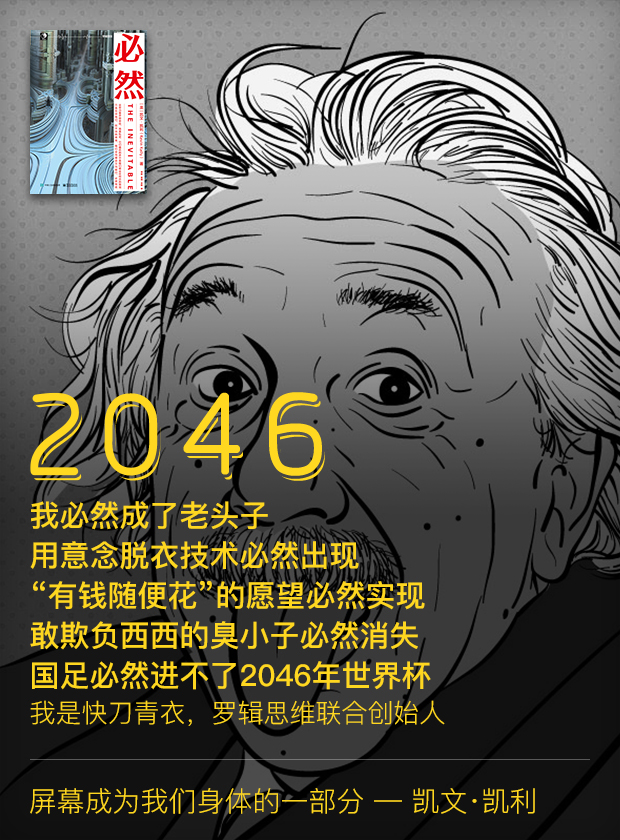 必然
THE INEVITABLE
2046
我必然成了老头子
用意念脱衣技术必然出现
“有钱随便花”的愿望必然实现
敢欺负西西的臭小子必然消失
国足必然进不了2046年世界杯
我是快刀青衣，罗辑思维联合创始人
屏幕成为我们身体的一部分 — 凯文·凯利